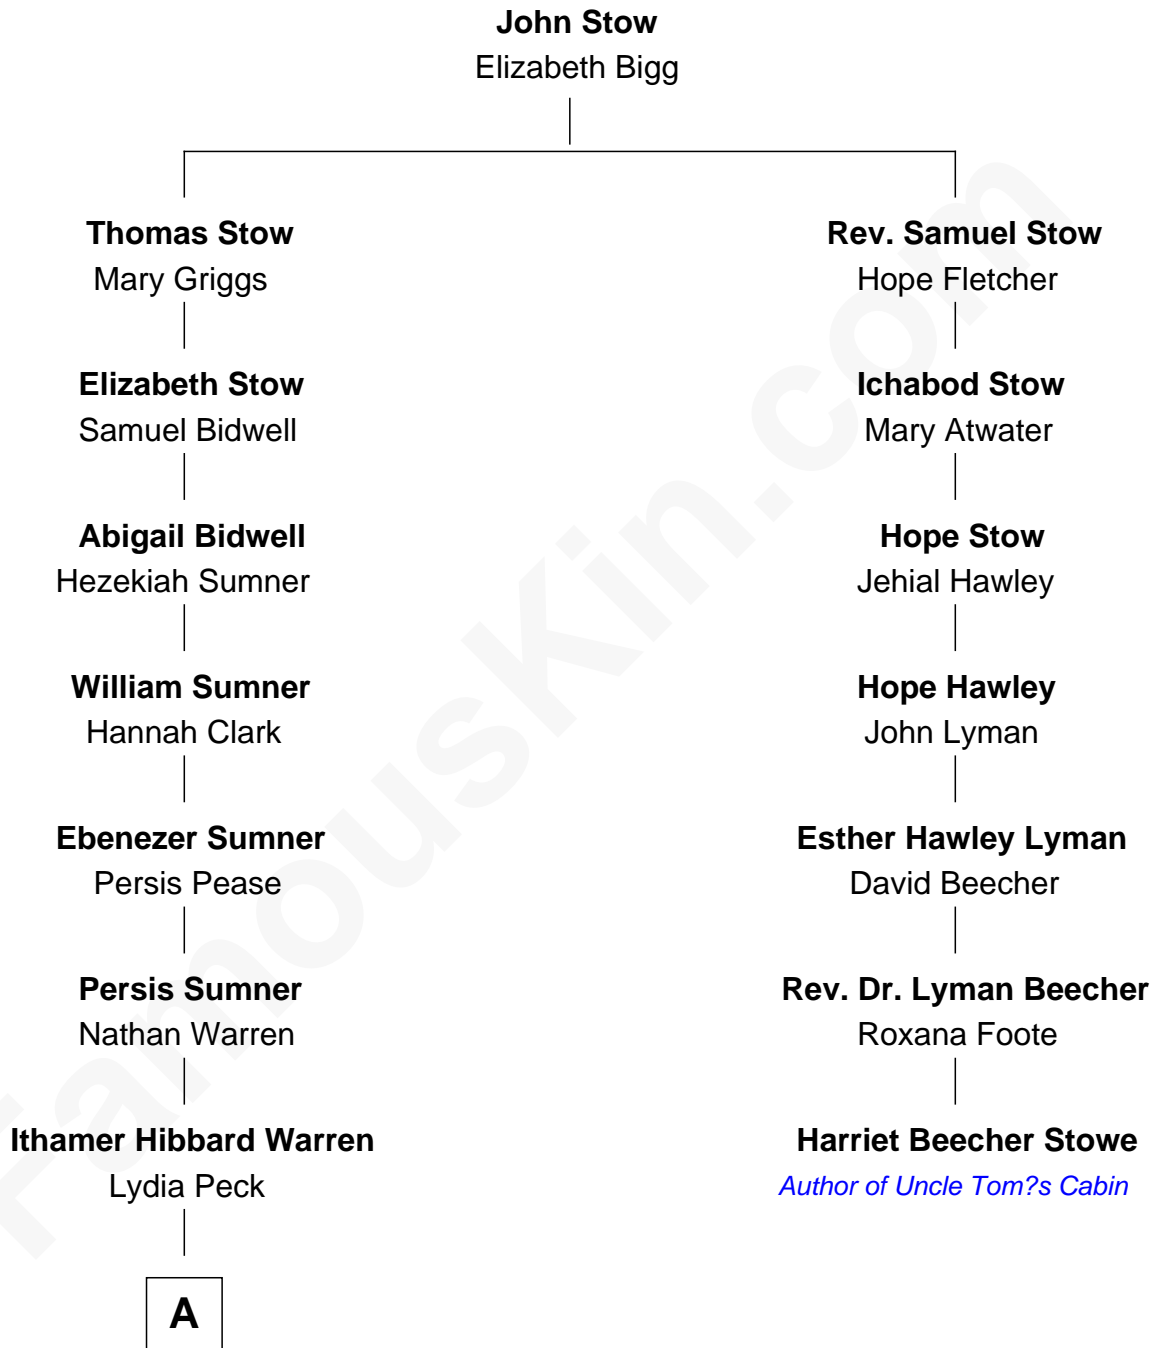 John Stow
Elizabeth Bigg
Thomas Stow
Mary Griggs
Rev. Samuel Stow
Hope Fletcher
Elizabeth Stow
Samuel Bidwell
Ichabod Stow
Mary Atwater
Abigail Bidwell
Hezekiah Sumner
Hope Stow
Jehial Hawley
William Sumner
Hannah Clark
Hope Hawley
John Lyman
Ebenezer Sumner
Persis Pease
Esther Hawley Lyman
David Beecher
Persis Sumner
Nathan Warren
Rev. Dr. Lyman Beecher
Roxana Foote
Ithamer Hibbard Warren
Lydia Peck
Harriet Beecher Stowe
Author of Uncle Tom?s Cabin
A
FamousKin.com